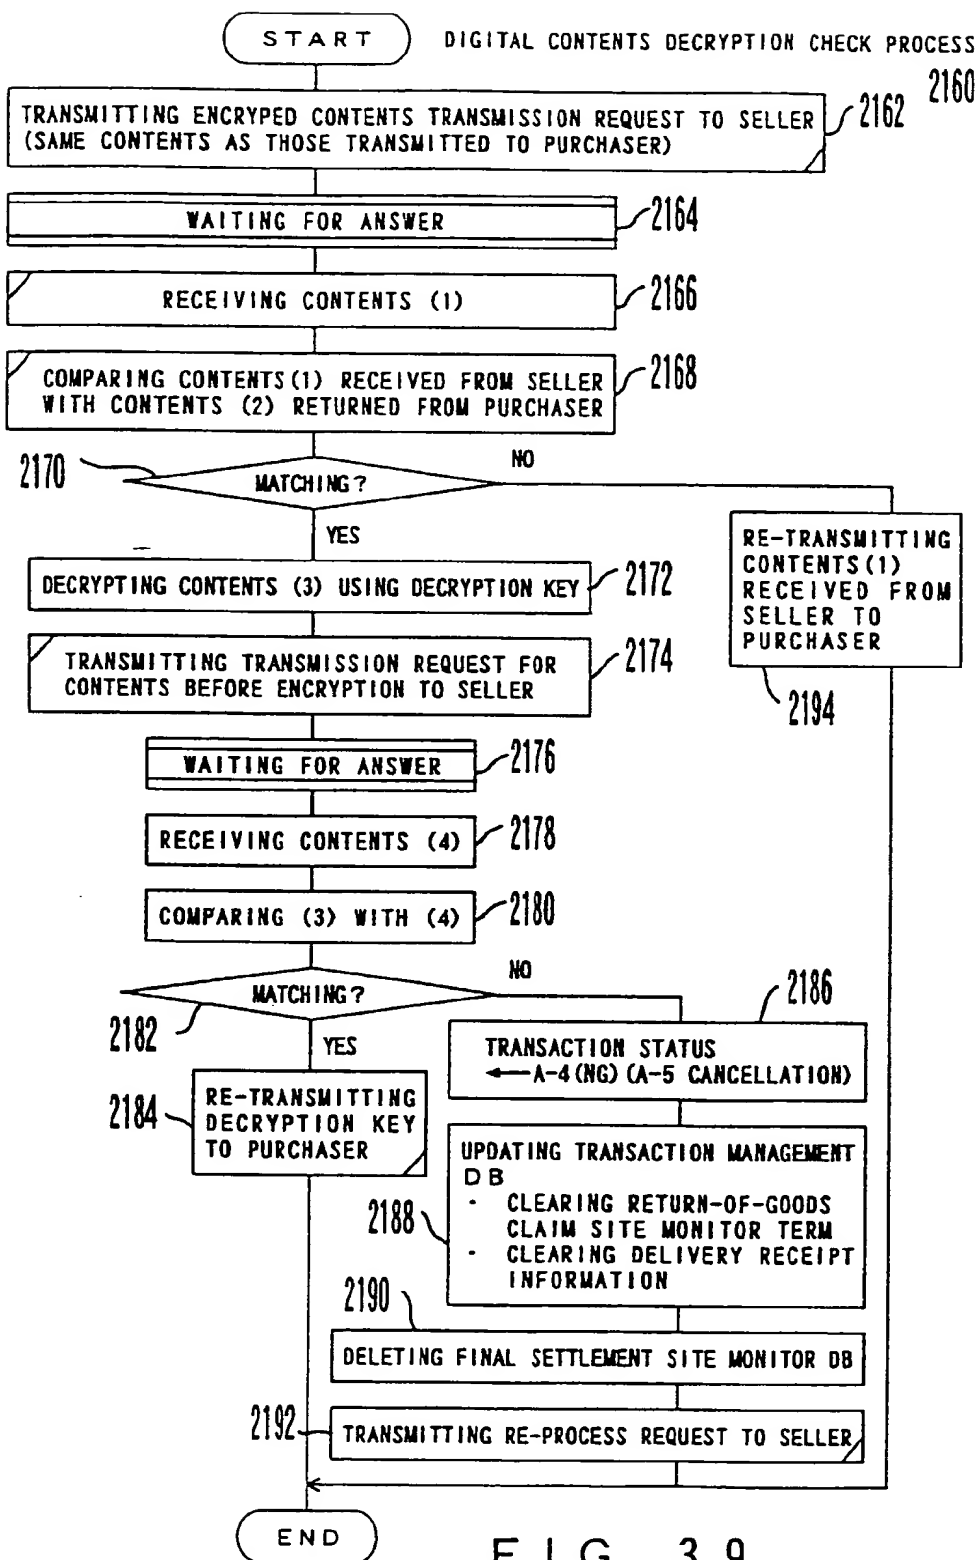 START
DIGITAL CONTENTS DECRYPTION CHECK PROCESS
2160
TRANSMITTING ENCRYPED CONTENTS TRANSMISSION REQUEST TO SELLER
(SAME CONTENTS AS THOSE TRANSMITTED TO PURCHASER)
2162
WAITING FOR ANSWER
2164
RECEIVING CONTENTS (1)
2166
COMPARING CONTENTS(1) RECEIVED FROM SELLER
WITH CONTENTS (2) RETURNED FROM PURCHASER
2168
2170
MATCHING?
NO
YES
RE-TRANSMITTING
CONTENTS(1)
RECEIVED FROM
SELLER TO
PURCHASER
2194
DECRYPTING CONTENTS (3) USING DECRYPTION KEY
2172
TRANSMITTING TRANSMISSION REQUEST FOR
CONTENTS BEFORE ENCRYPTION TO SELLER
2174
WAITING FOR ANSWER
2176
RECEIVING CONTENTS (4)
2178
COMPARING (3) WITH (4)
2180
MATCHING?
NO
2182
YES
2186
TRANSACTION STATUS
←A-4(NG)(A-5 CANCELLATION)
2184
RE-TRANSMITTING
DECRYPTION KEY
TO PURCHASER
UPDATING TRANSACTION MANAGEMENT
DB
- CLEARING RETURN-OF-GOODS
CLAIM SITE MONITOR TERM
- CLEARING DELIVERY RECEIPT
INFORMATION
2188
2190
DELETING FINAL SETTLEMENT SITE MONITOR DB
2192
TRANSMITTING RE-PROCESS REQUEST TO SELLER
END
FIG. 39